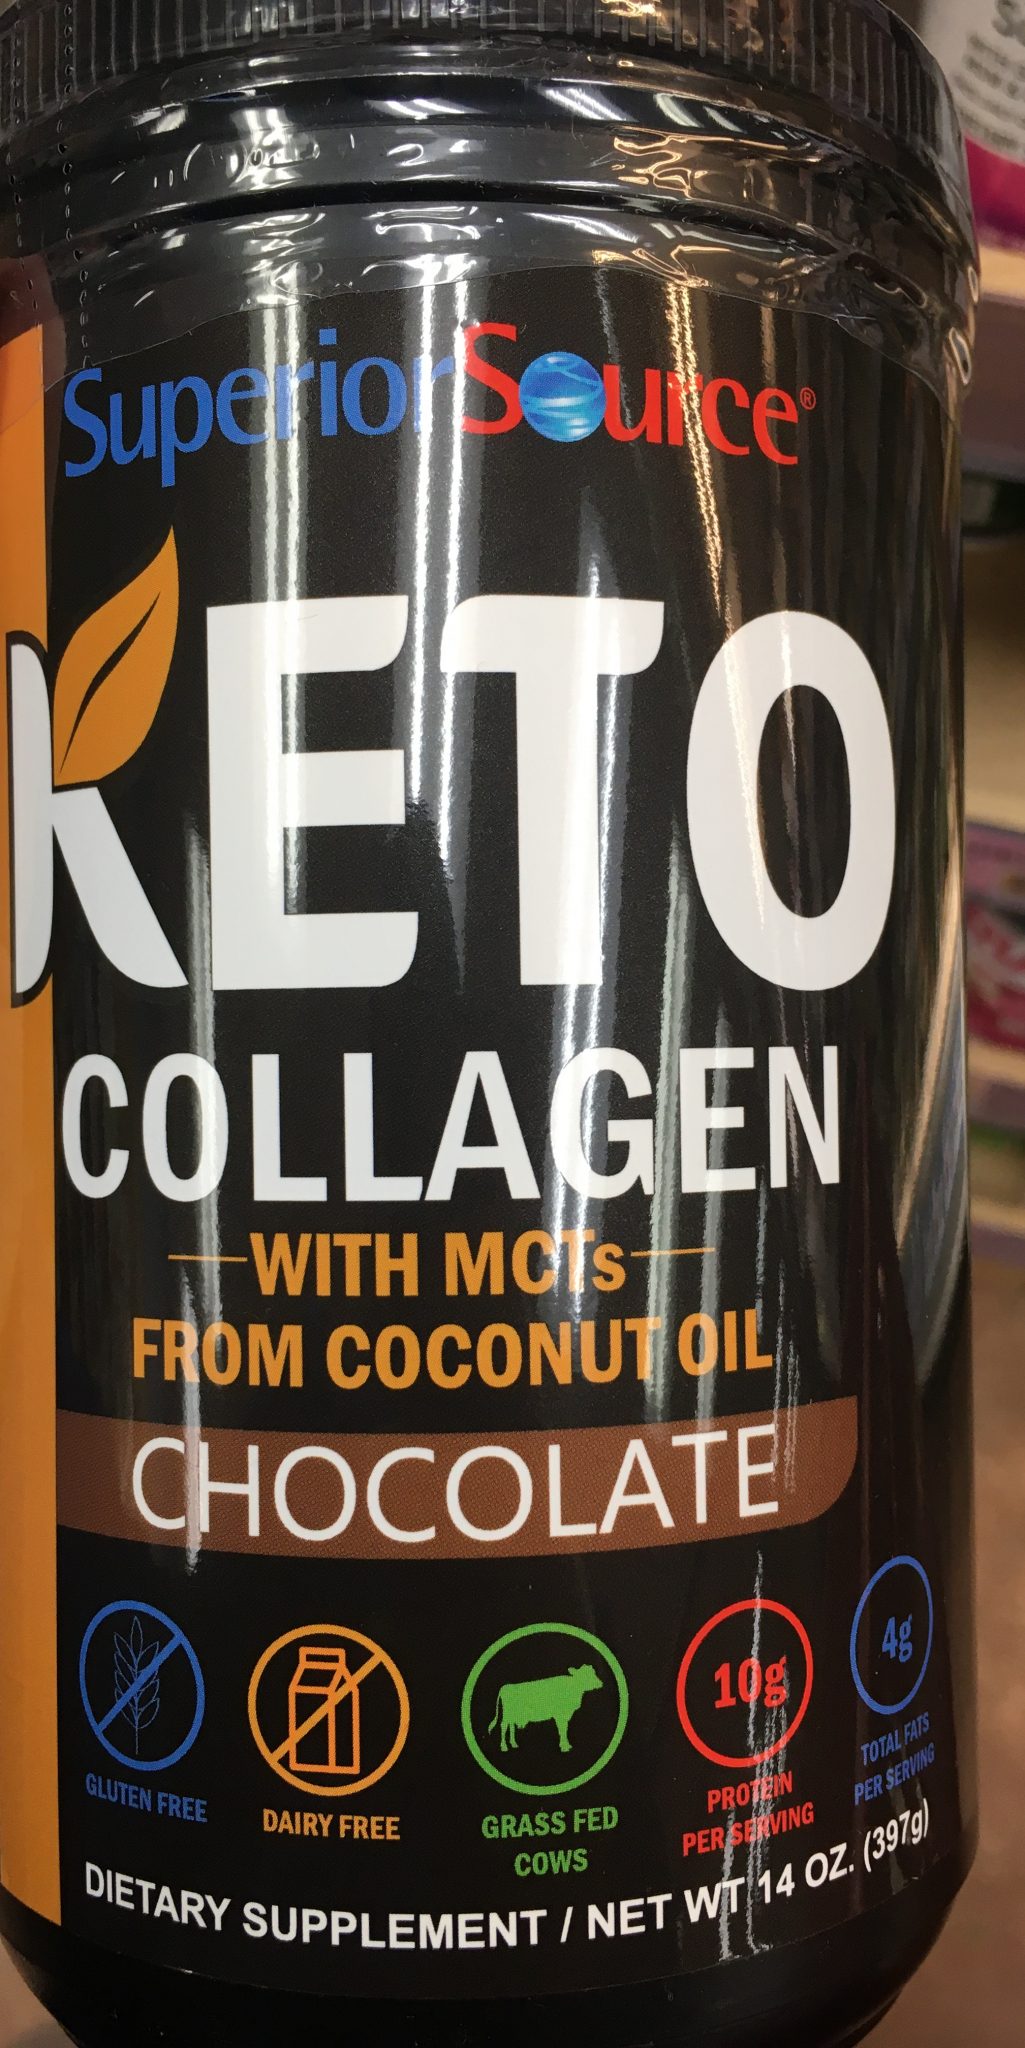 SuperiorSource®
KETO
COLLAGEN
WITH MCTs
FROM COCONUT OIL
CHOCOLATE
GLUTEN FREE
DAIRY FREE
GRASS FED
COWS
10g
PROTEIN
PER SERVING
4g
TOTAL FATS
PER SERVING
DIETARY SUPPLEMENT / NET WT 14 OZ. (397g)